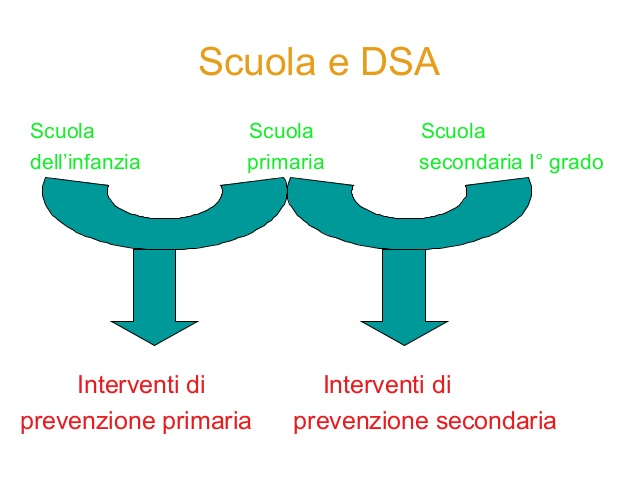 Scuola e DSA
Scuola Scuola Scuola
dell’infanzia primaria secondaria I° grado
Interventi di Interventi di
prevenzione primaria prevenzione secondaria